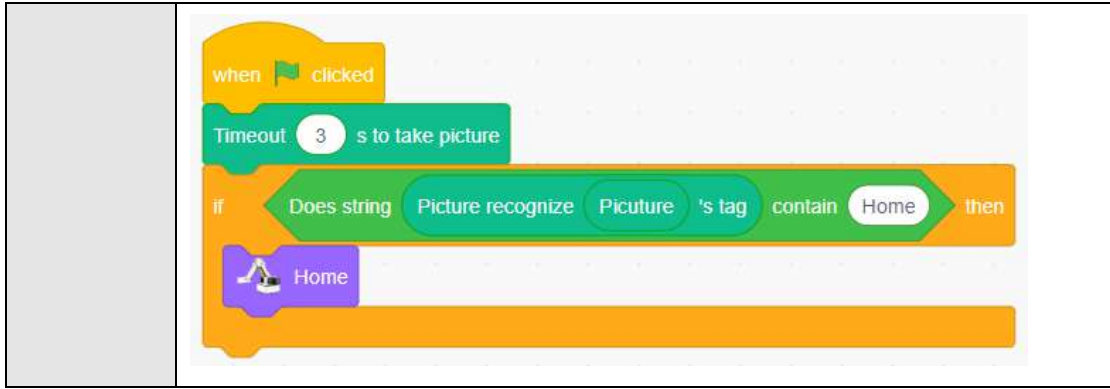 when clicked
Timeout 3 s to take picture
if Does string Picture recognize Picuture 's tag contain Home then
Home